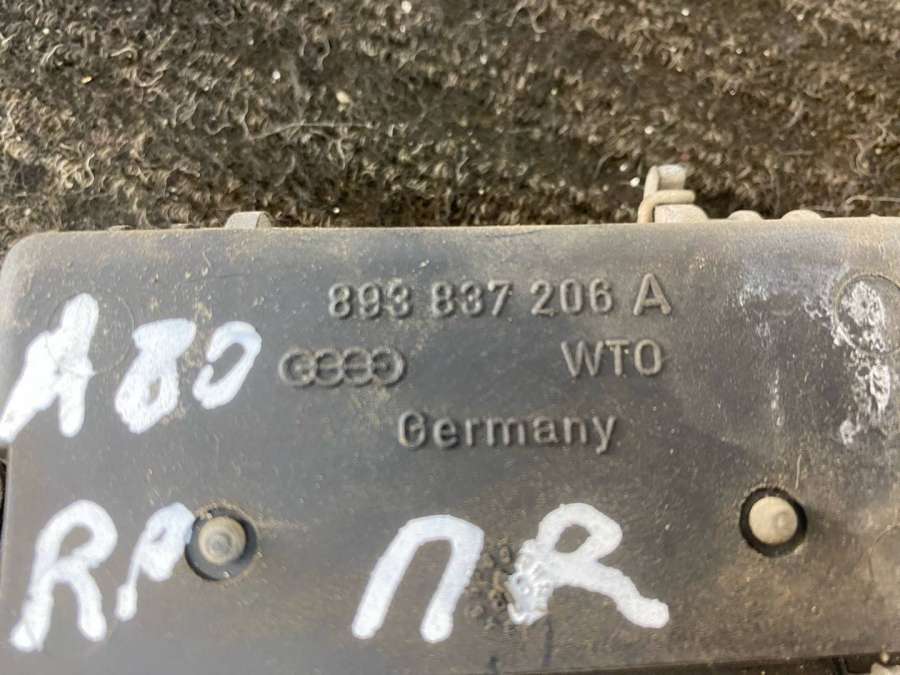 893 837 206 A
WTO
Germany
A80
RP ПR